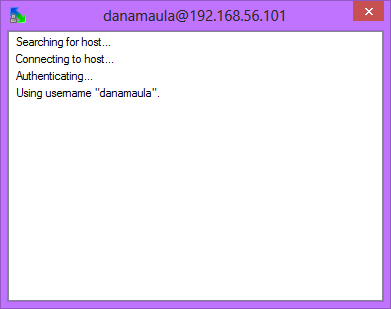 danamaula@192.168.56.101
Searching for host...
Connecting to host...
Authenticating...
Using username "danamaula".